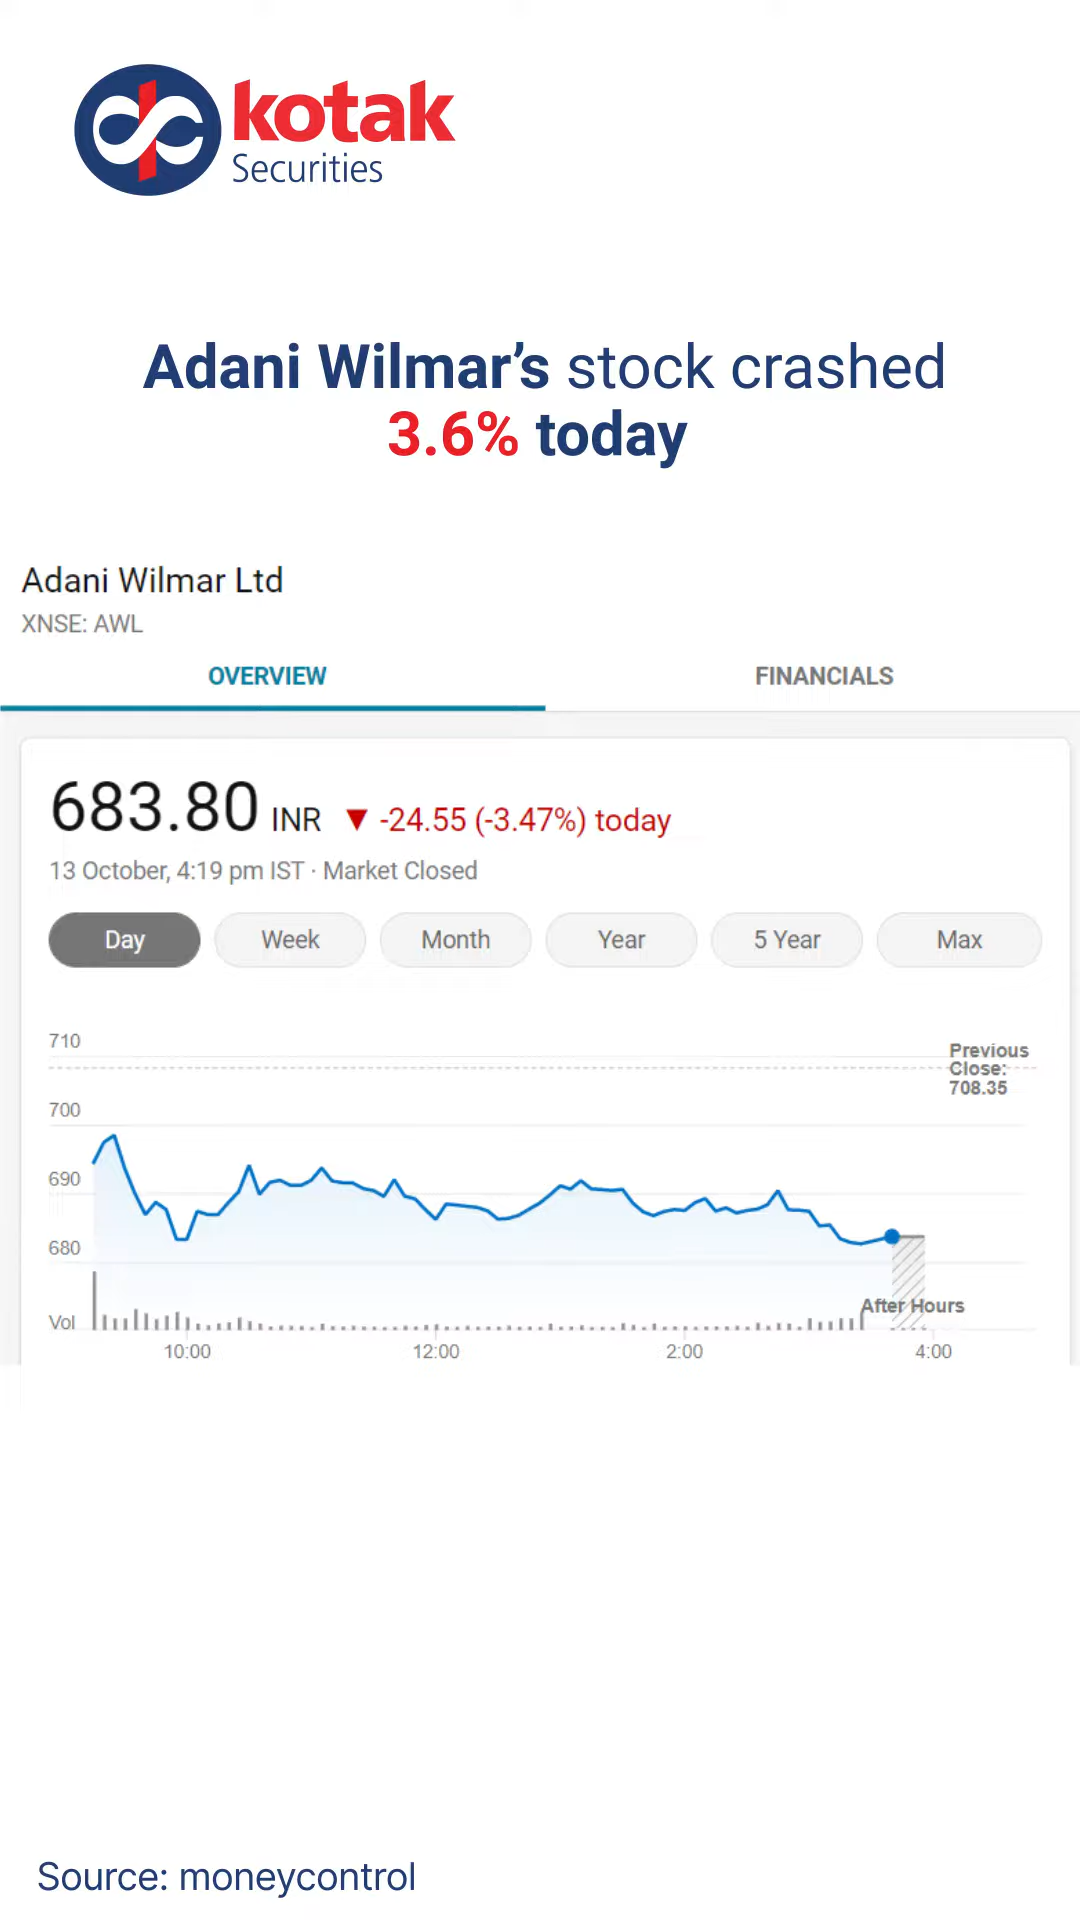 kotak
Securities
Adani Wilmar’s stock crashed
3.6% today
Adani Wilmar Ltd
XNSE: AWL
OVERVIEW FINANCIALS
683.80 INR ▼ -24.55 (-3.47%) today
13 October, 4:19 pm IST · Market Closed
Day Week Month Year 5 Year Max
710
Previous
Close:
708.35
700
690
680
After Hours
Vol
10:00 12:00 2:00 4:00
Source: moneycontrol